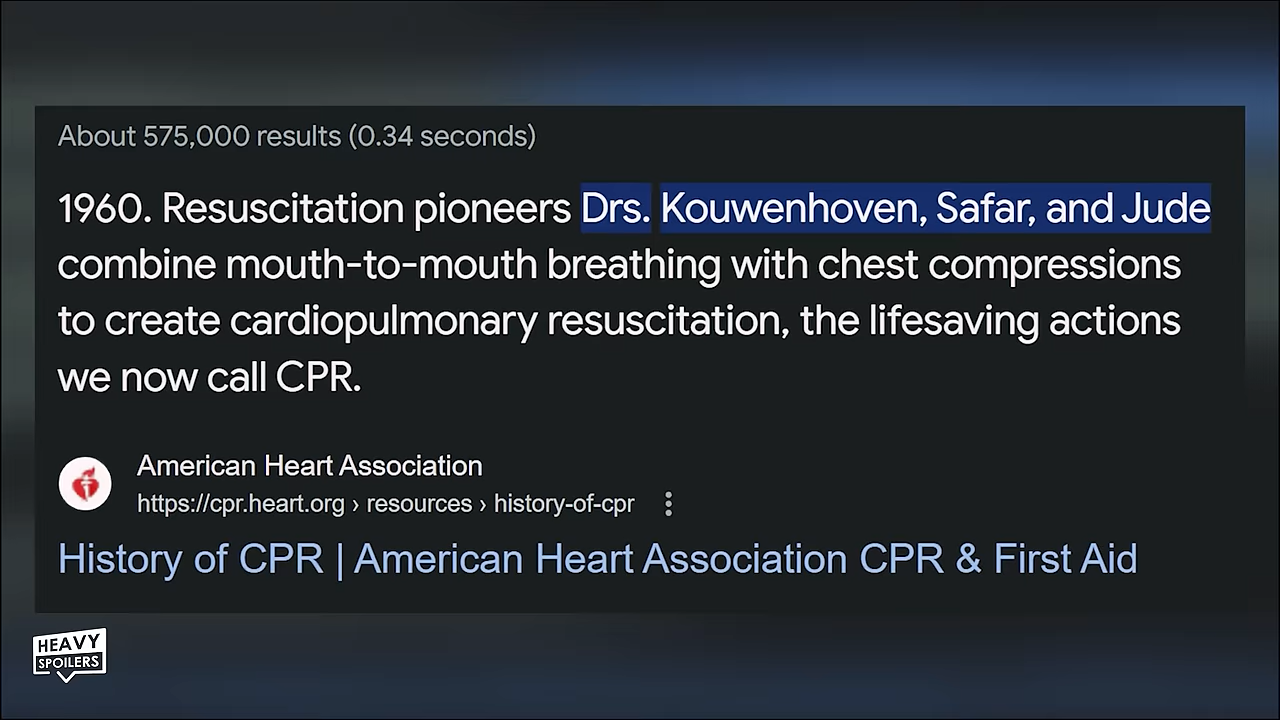 About 575,000 results (0.34 seconds)
1960. Resuscitation pioneers Drs. Kouwenhoven, Safar, and Jude
combine mouth-to-mouth breathing with chest compressions
to create cardiopulmonary resuscitation, the lifesaving actions
we now call CPR.
American Heart Association
https://cpr.heart.org › resources › history-of-cpr
History of CPR | American Heart Association CPR & First Aid
HEAVY
SPOILERS